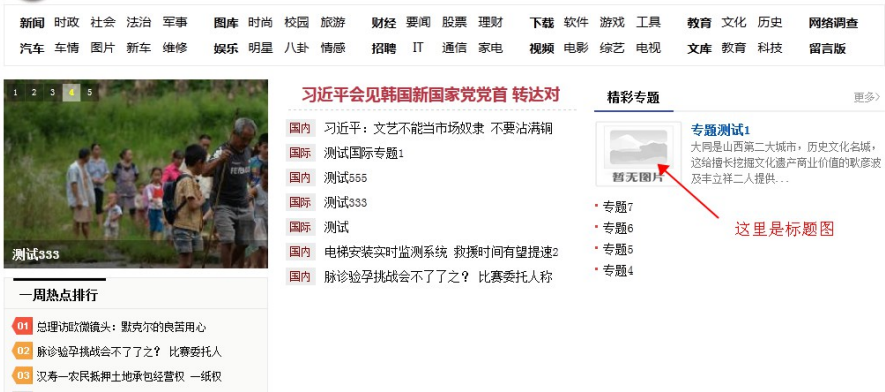 新闻 时政 社会 法治 军事 图库 时尚 校园 旅游 财经 要闻 股票 理财 下载 软件 游戏 工具 教育 文化 历史 网络调查
汽车 车情 图片 新车 维修 娱乐 明星 八卦 情感 招聘 IT 通信 家电 视频 电影 综艺 电视 文库 教育 科技 留言版
1 2 3 4 5
测试333
一周热点排行
01 总理访欧微镜头：默克尔的良苦用心
02 脉诊验孕挑战会不了了之？ 比赛委托人
03 汉寿一农民抵押土地承包经营权 一纸权
习近平会见韩国新国家党党首 转达对
国内 习近平：文艺不能当市场奴隶 不要沾满铜
国际 测试国际专题1
国内 测试555
国际 测试333
国际 测试
国内 电梯安装实时监测系统 救援时间有望提速2
国内 脉诊验孕挑战会不了了之？ 比赛委托人称
精彩专题 更多>
暂无图片
专题测试1
大同是山西第二大城市，历史文化名城，
这给擅长挖掘文化遗产商业价值的耿彦波
及丰立祥二人提供...
这里是标题图
专题7
专题6
专题5
专题4